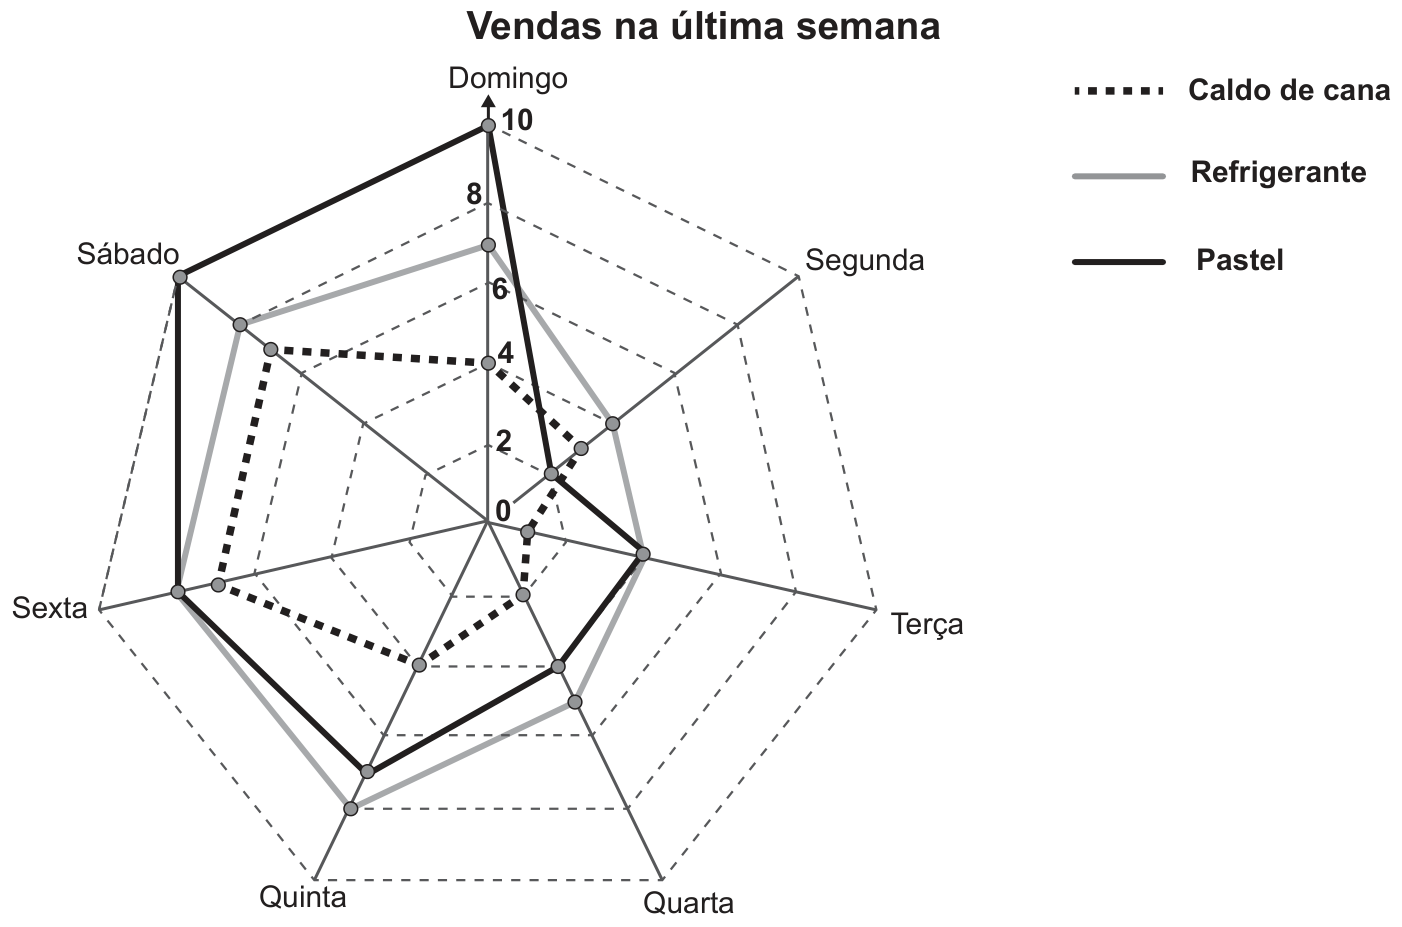 Vendas na última semana
Domingo
10
8
6
4
2
0
Segunda
Terça
Quarta
Quinta
Sexta
Sábado
Caldo de cana
Refrigerante
Pastel